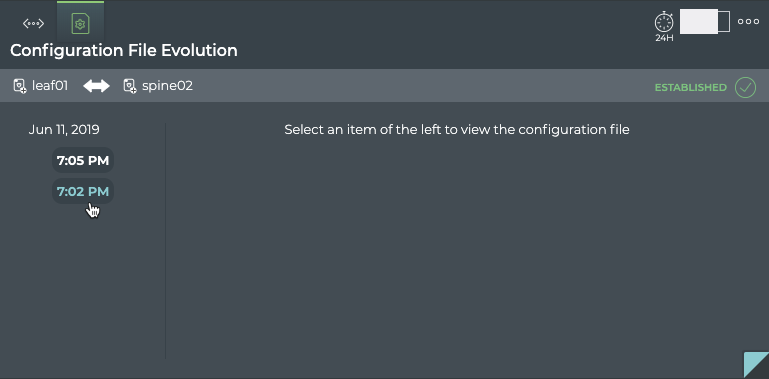 24H
Configuration File Evolution
leaf01 spine02 ESTABLISHED
Jun 11, 2019
Select an item of the left to view the configuration file
7:05 PM
7:02 PM